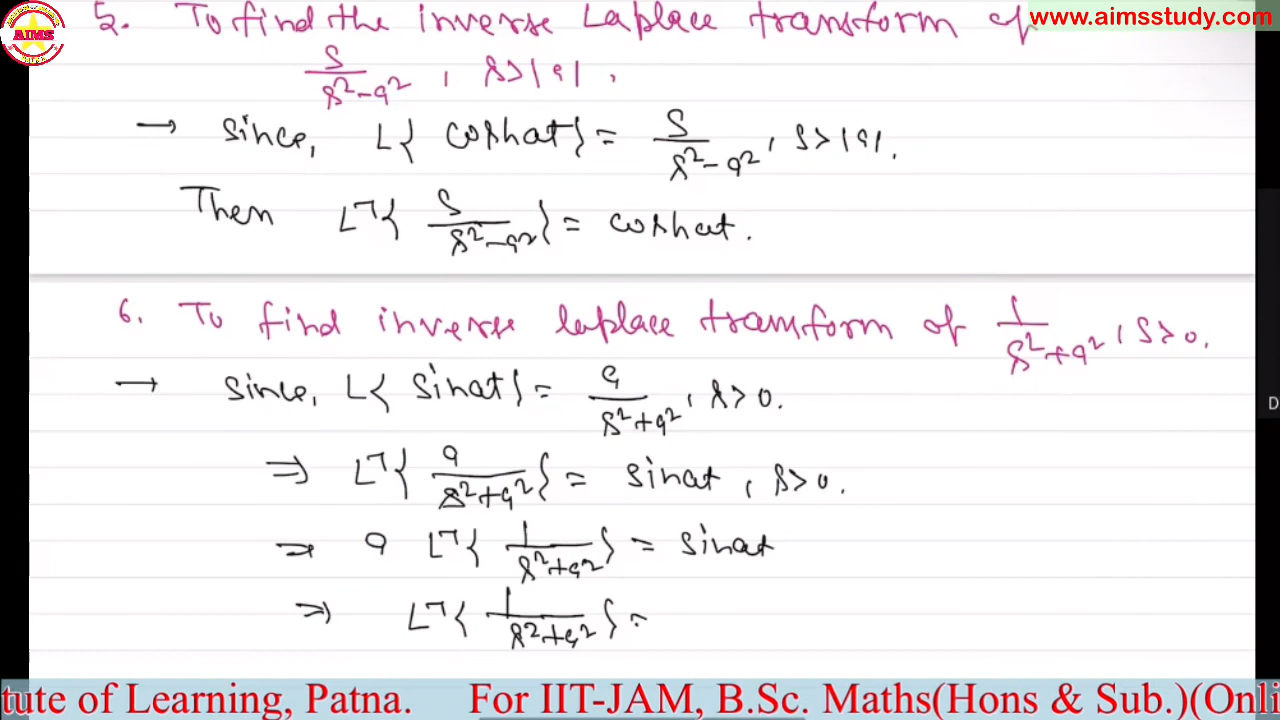 www.aimsstudy.com
AIMS
5. To find the inverse Laplace transform of
s/(s²-a²), s>|a|.
→ Since, L{ coshat} = s/(s²-a²), s>|a|.
Then L⁻¹{ s/(s²-a²) } = coshat.
6. To find inverse laplace transform of 1/(s²+a²), s>0.
→ Since, L{ sinat} = a/(s²+a²), s>0.
⇒ L⁻¹{ a/(s²+a²) } = sinat, s>0.
⇒ a L⁻¹{ 1/(s²+a²) } = sinat
⇒ L⁻¹{ 1/(s²+a²) } =
D
tute of Learning, Patna. For IIT-JAM, B.Sc. Maths(Hons & Sub.)(Onli